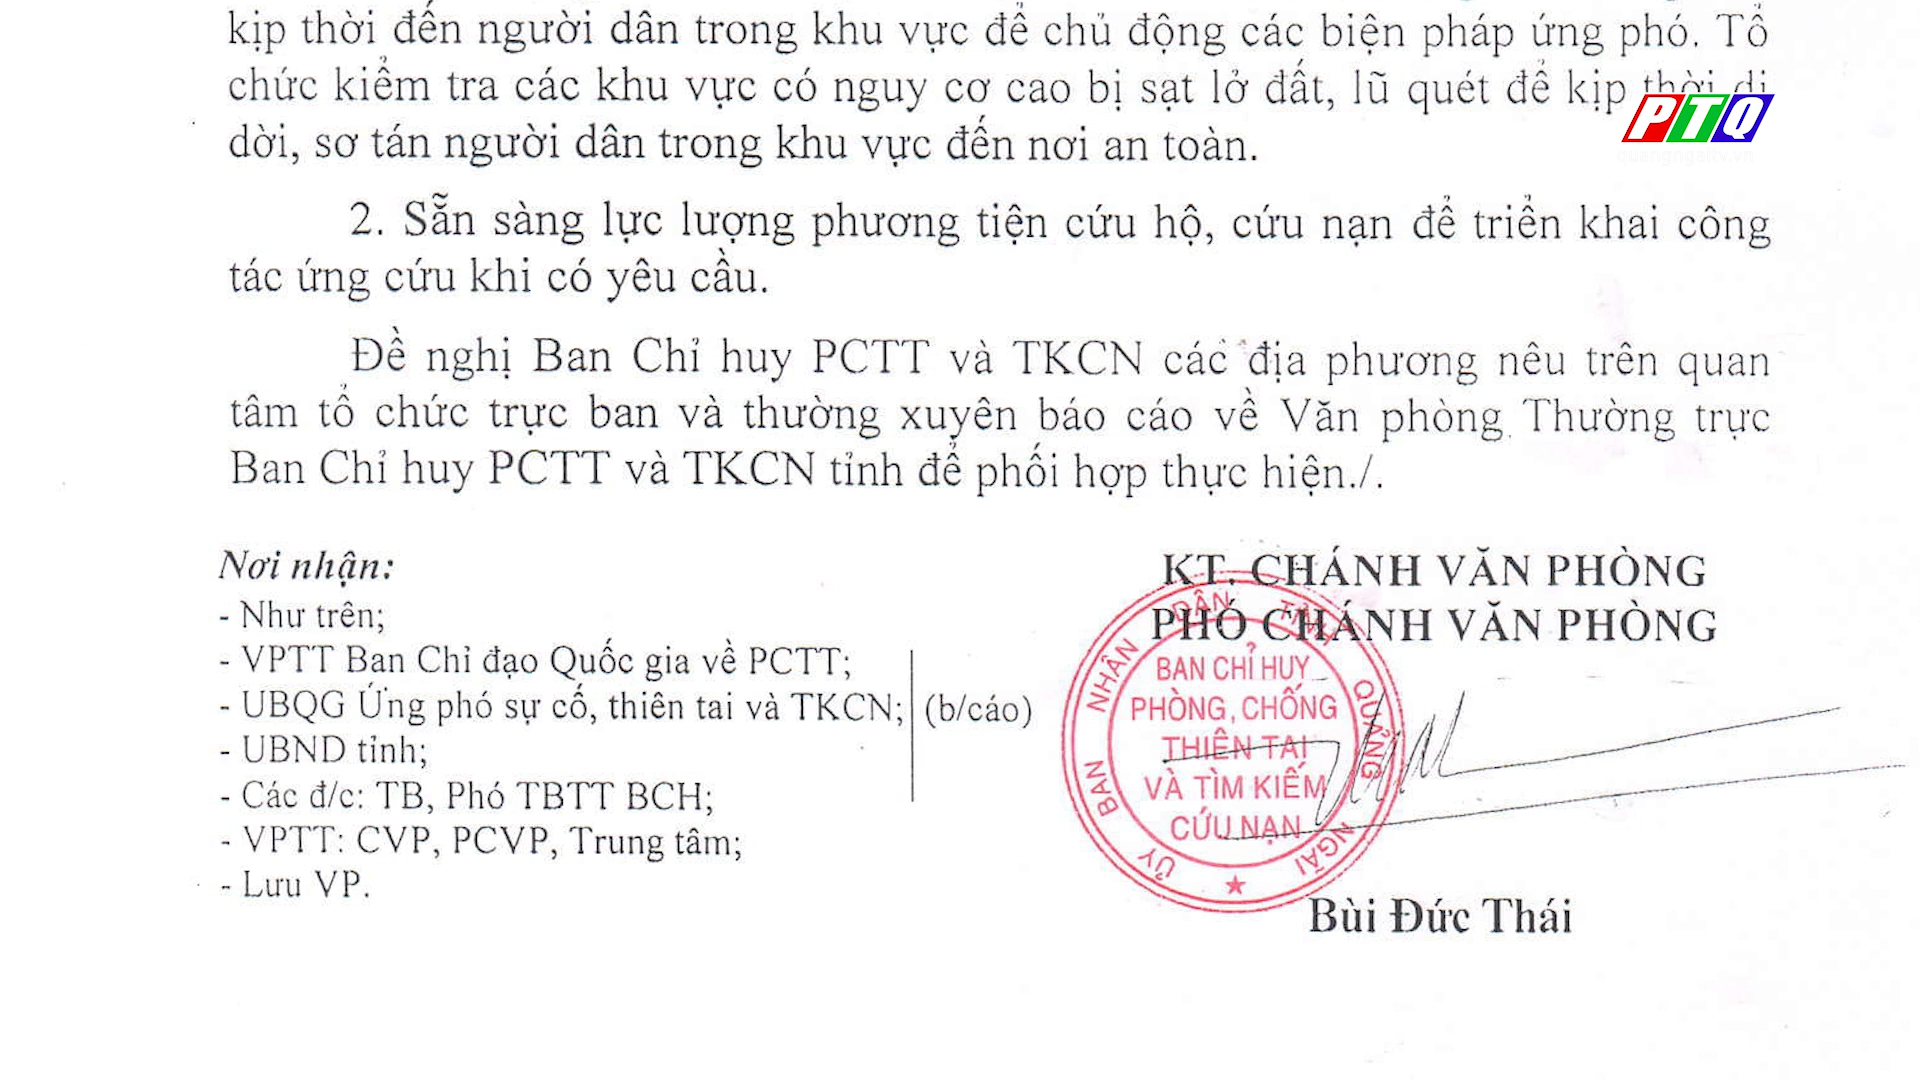 kịp thời đến người dân trong khu vực để chủ động các biện pháp ứng phó. Tổ
chức kiểm tra các khu vực có nguy cơ cao bị sạt lở đất, lũ quét để kịp thời di
dời, sơ tán người dân trong khu vực đến nơi an toàn.
PTQ
quangngaitv.vn
2. Sẵn sàng lực lượng phương tiện cứu hộ, cứu nạn để triển khai công
tác ứng cứu khi có yêu cầu.
Đề nghị Ban Chỉ huy PCTT và TKCN các địa phương nêu trên quan
tâm tổ chức trực ban và thường xuyên báo cáo về Văn phòng Thường trực
Ban Chỉ huy PCTT và TKCN tỉnh để phối hợp thực hiện./.
Nơi nhận:
- Như trên;
- VPTT Ban Chỉ đạo Quốc gia về PCTT;
- UBQG Ứng phó sự cố, thiên tai và TKCN; (b/cáo)
- UBND tỉnh;
- Các đ/c: TB, Phó TBTT BCH;
- VPTT: CVP, PCVP, Trung tâm;
- Lưu VP.
KT. CHÁNH VĂN PHÒNG
PHÓ CHÁNH VĂN PHÒNG
ỦY BAN NHÂN DÂN TỈNH QUẢNG NGÃI
BAN CHỈ HUY
PHÒNG, CHỐNG
THIÊN TAI
VÀ TÌM KIẾM
CỨU NẠN
Bùi Đức Thái